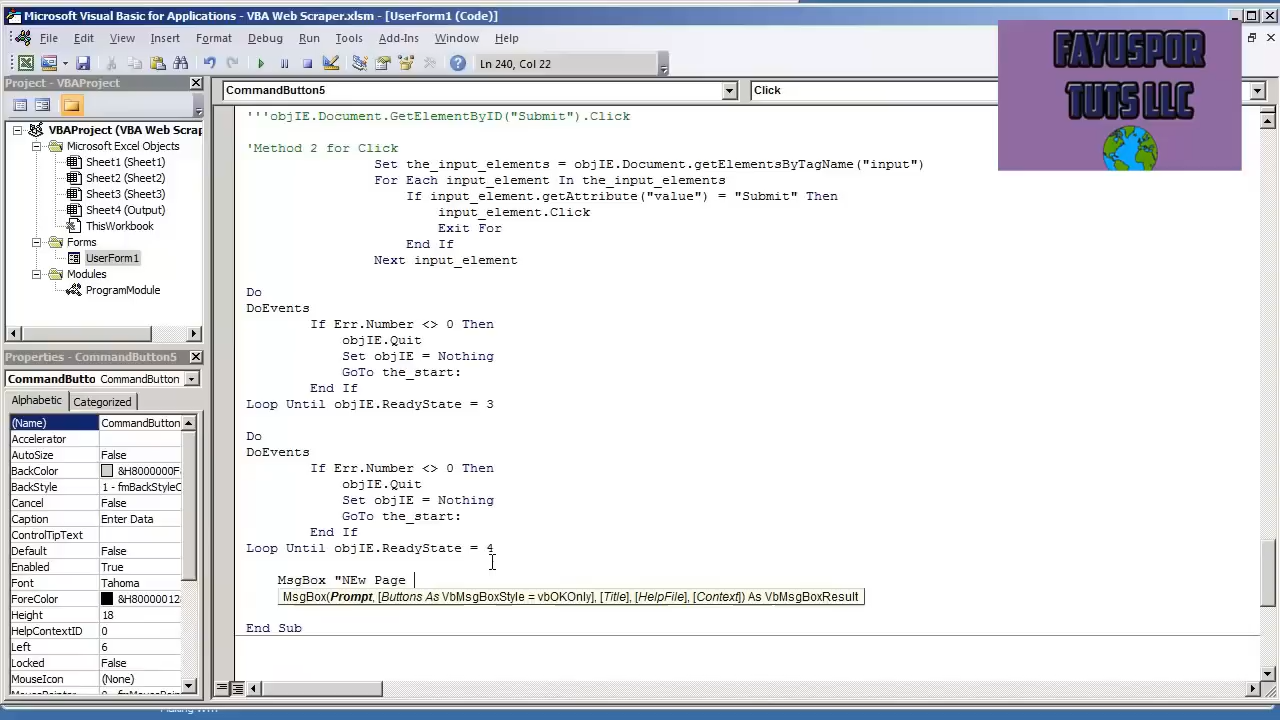 Microsoft Visual Basic for Applications - VBA Web Scraper.xlsm - [UserForm1 (Code)]
File Edit View Insert Format Debug Run Tools Add-Ins Window Help
Ln 240, Col 22
FAYUSPOR
TUTS LLC
Project - VBAProject
CommandButton5
Click
VBAProject (VBA Web Scrap
Microsoft Excel Objects
Sheet1 (Sheet1)
Sheet2 (Sheet2)
Sheet3 (Sheet3)
Sheet4 (Output)
ThisWorkbook
Forms
UserForm1
Modules
ProgramModule
Properties - CommandButton5
CommandButto CommandButton
Alphabetic Categorized
(Name) CommandButton
Accelerator
AutoSize False
BackColor &H8000000F
BackStyle 1 - fmBackStyleC
Cancel False
Caption Enter Data
ControlTipText
Default False
Enabled True
Font Tahoma
ForeColor &H80000012
Height 18
HelpContextID 0
Left 6
Locked False
MouseIcon (None)
'''objIE.Document.GetElementByID("Submit").Click
'Method 2 for Click
Set the_input_elements = objIE.Document.getElementsByTagName("input")
For Each input_element In the_input_elements
If input_element.getAttribute("value") = "Submit" Then
input_element.Click
Exit For
End If
Next input_element
Do
DoEvents
If Err.Number <> 0 Then
objIE.Quit
Set objIE = Nothing
GoTo the_start:
End If
Loop Until objIE.ReadyState = 3
Do
DoEvents
If Err.Number <> 0 Then
objIE.Quit
Set objIE = Nothing
GoTo the_start:
End If
Loop Until objIE.ReadyState = 4
MsgBox "NEw Page
MsgBox(Prompt, [Buttons As VbMsgBoxStyle = vbOKOnly], [Title], [HelpFile], [Context]) As VbMsgBoxResult
End Sub